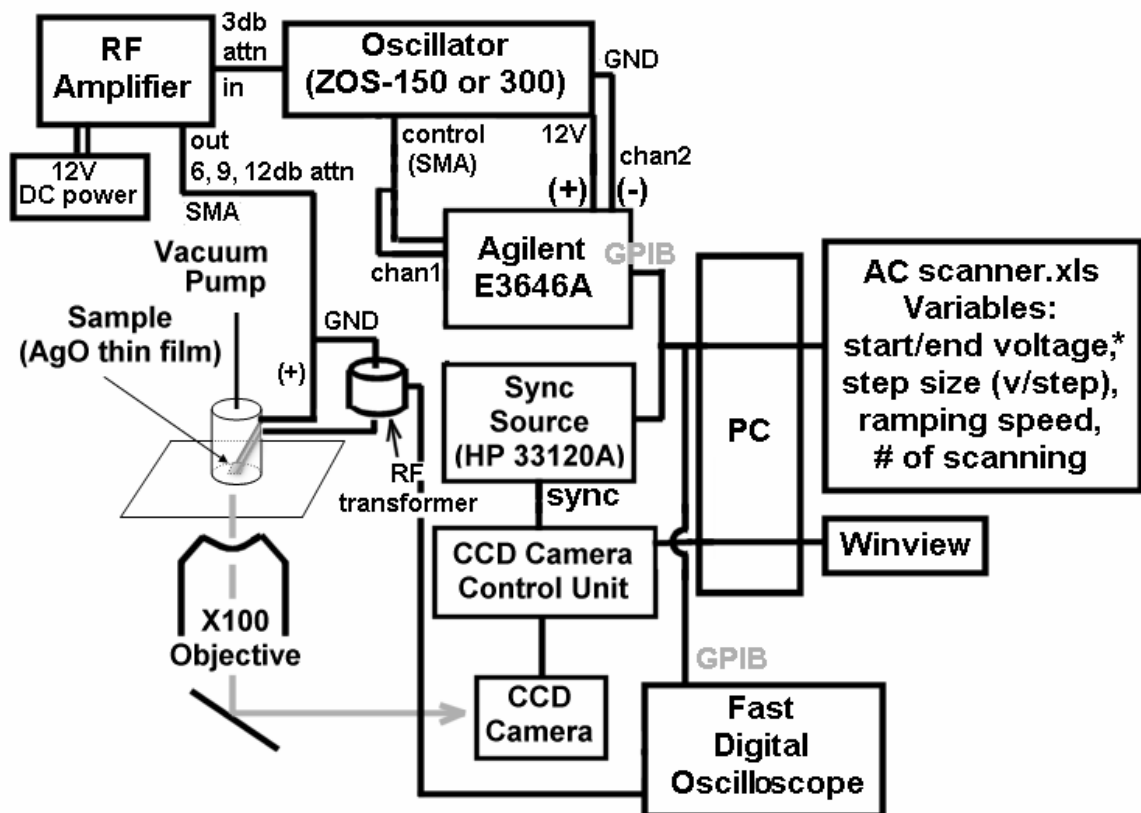 RF
Amplifier
3db
attn
in
Oscillator
(ZOS-150 or 300)
GND
12V
DC power
out
6, 9, 12db attn
SMA
control
(SMA)
12V
chan2
(+)
(-)
chan1
Agilent
E3646A
GPIB
Vacuum
Pump
Sample
(AgO thin film)
GND
(+)
RF
transformer
Sync
Source
(HP 33120A)
sync
PC
AC scanner.xls
Variables:
start/end voltage,*
step size (v/step),
ramping speed,
# of scanning
CCD Camera
Control Unit
Winview
X100
Objective
CCD
Camera
GPIB
Fast
Digital
Oscilloscope